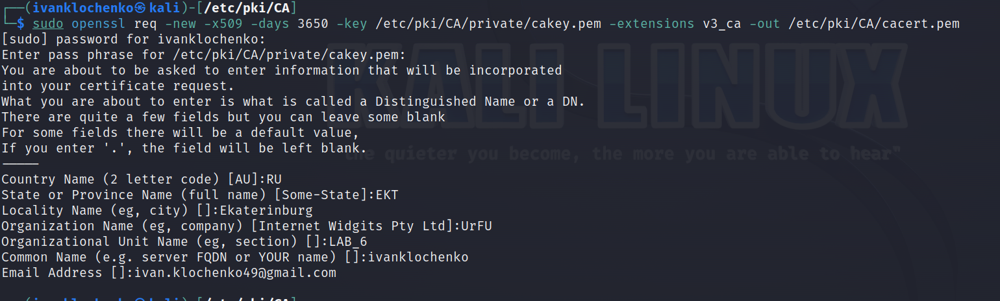 ┌──(ivanklochenko㉿kali)-[/etc/pki/CA]
└─$ sudo openssl req -new -x509 -days 3650 -key /etc/pki/CA/private/cakey.pem -extensions v3_ca -out /etc/pki/CA/cacert.pem
[sudo] password for ivanklochenko:
Enter pass phrase for /etc/pki/CA/private/cakey.pem:
You are about to be asked to enter information that will be incorporated
into your certificate request.
What you are about to enter is what is called a Distinguished Name or a DN.
There are quite a few fields but you can leave some blank
For some fields there will be a default value,
If you enter '.', the field will be left blank.
-----
Country Name (2 letter code) [AU]:RU
State or Province Name (full name) [Some-State]:EKT
Locality Name (eg, city) []:Ekaterinburg
Organization Name (eg, company) [Internet Widgits Pty Ltd]:UrFU
Organizational Unit Name (eg, section) []:LAB_6
Common Name (e.g. server FQDN or YOUR name) []:ivanklochenko
Email Address []:ivan.klochenko49@gmail.com
┌──(ivanklochenko㉿kali)-[/etc/pki/CA]
KALI LINUX
the quieter you become, the more you are able to hear"